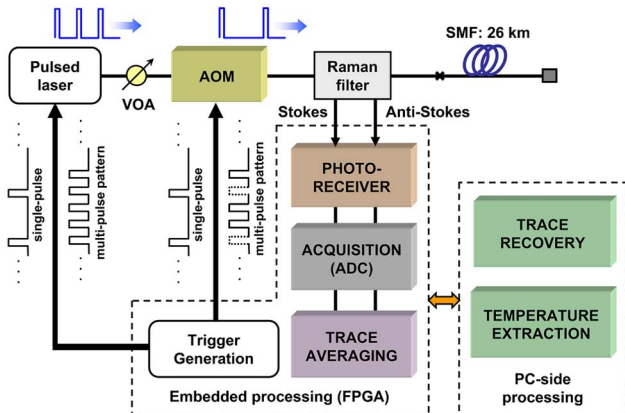 SMF: 26 km
Pulsed
laser
VOA
AOM
Raman
filter
Stokes
Anti-Stokes
single-pulse
multi-pulse pattern
single-pulse
multi-pulse pattern
PHOTO-
RECEIVER
ACQUISITION
(ADC)
TRACE
AVERAGING
TRACE
RECOVERY
TEMPERATURE
EXTRACTION
Trigger
Generation
Embedded processing (FPGA)
PC-side
processing